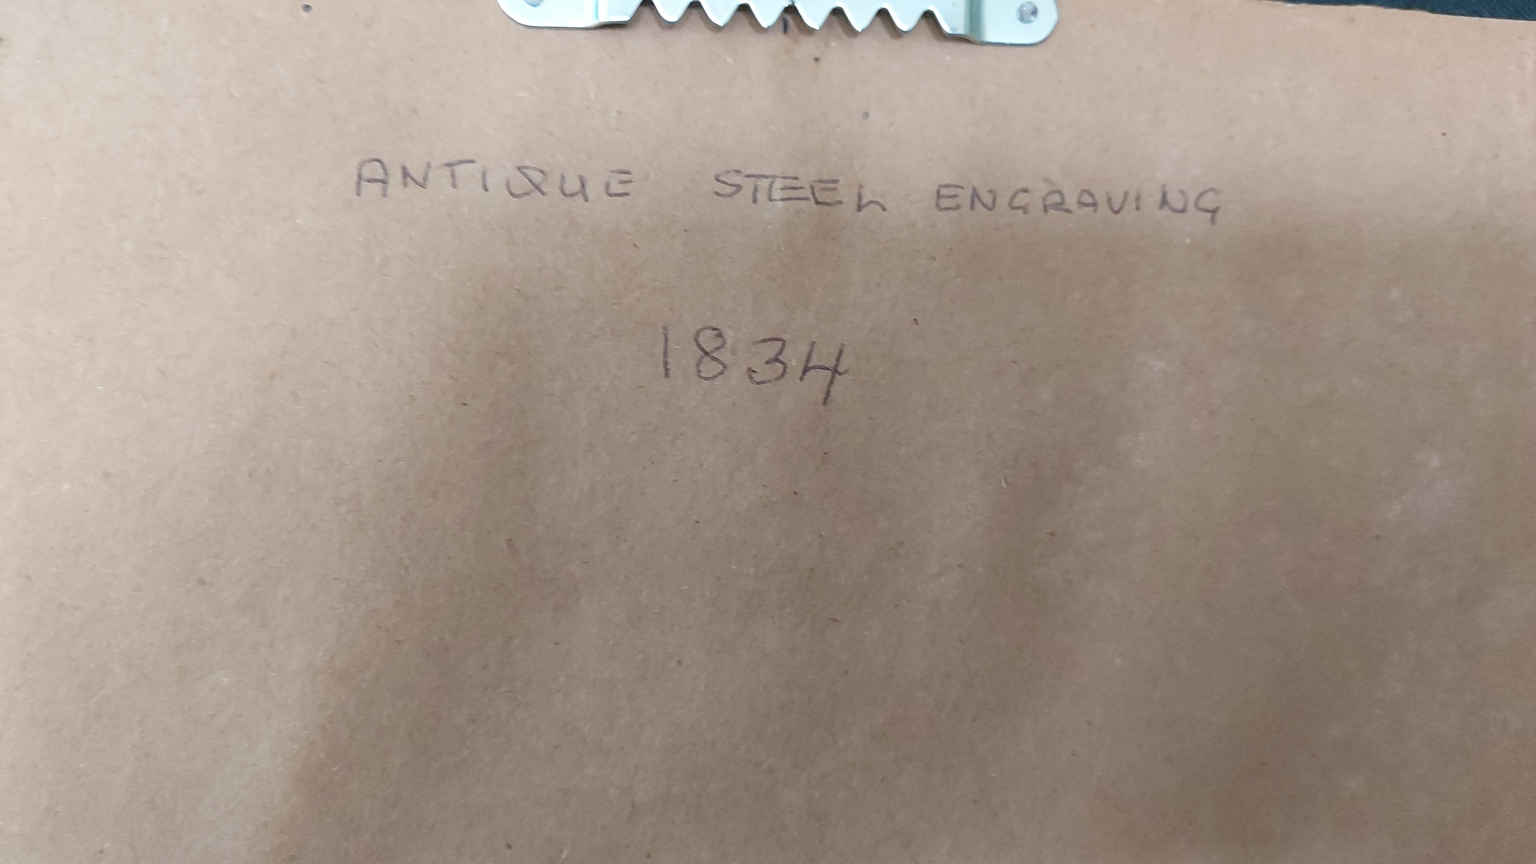 ANTIQUE STEEL ENGRAVING
1834